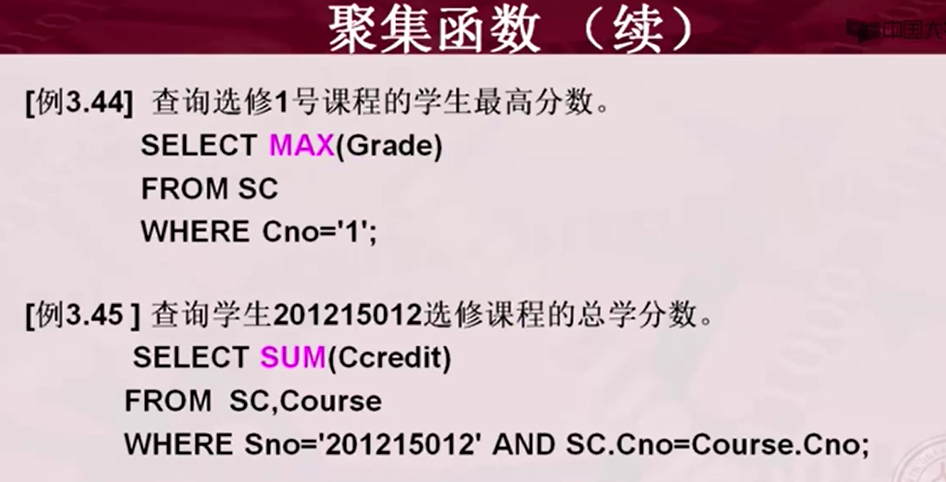 聚集函数（续）
中国大
[例3.44] 查询选修1号课程的学生最高分数。
SELECT MAX(Grade)
FROM SC
WHERE Cno='1';
[例3.45 ] 查询学生201215012选修课程的总学分数。
SELECT SUM(Ccredit)
FROM SC,Course
WHERE Sno='201215012' AND SC.Cno=Course.Cno;